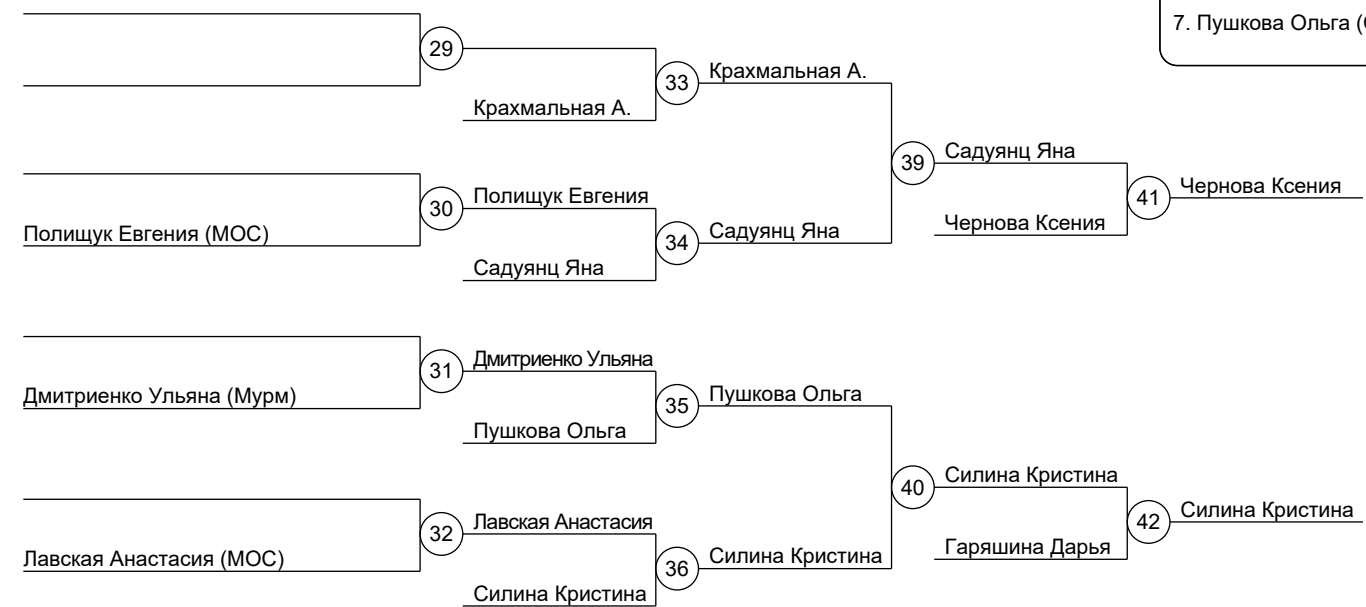 7. Пушкова Ольга (
29
33
Крахмальная А.
Крахмальная А.
39
Садуянц Яна
41
Чернова Ксения
30
Полищук Евгения
Полищук Евгения (МОС)
34
Садуянц Яна
Чернова Ксения
Садуянц Яна
31
Дмитриенко Ульяна
Дмитриенко Ульяна (Мурм)
35
Пушкова Ольга
Пушкова Ольга
40
Силина Кристина
42
Силина Кристина
32
Лавская Анастасия
Гаряшина Дарья
Лавская Анастасия (МОС)
36
Силина Кристина
Силина Кристина